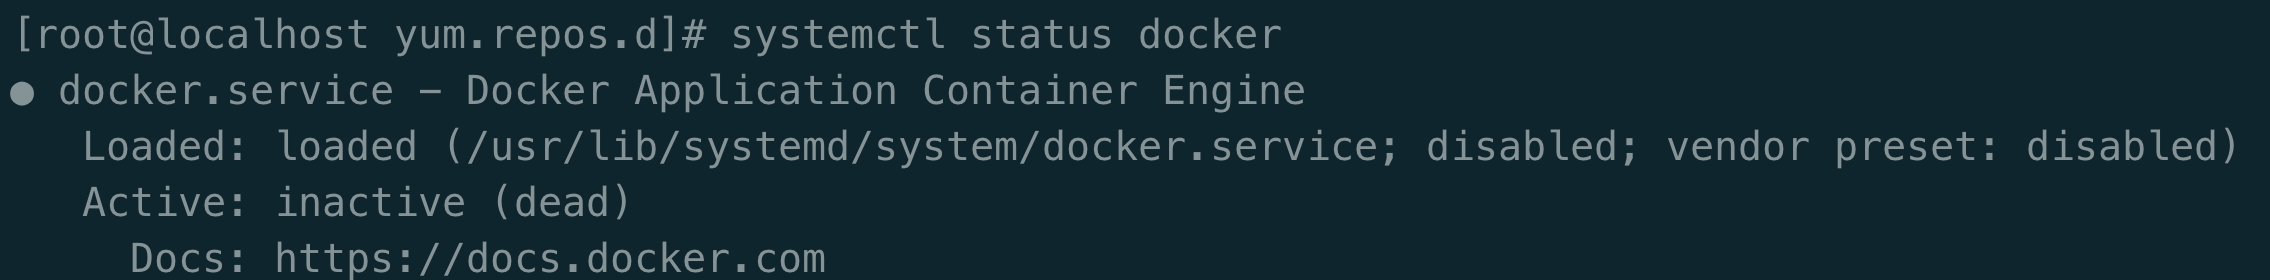 [root@localhost yum.repos.d]# systemctl status docker
● docker.service – Docker Application Container Engine
Loaded: loaded (/usr/lib/systemd/system/docker.service; disabled; vendor preset: disabled)
Active: inactive (dead)
Docs: https://docs.docker.com